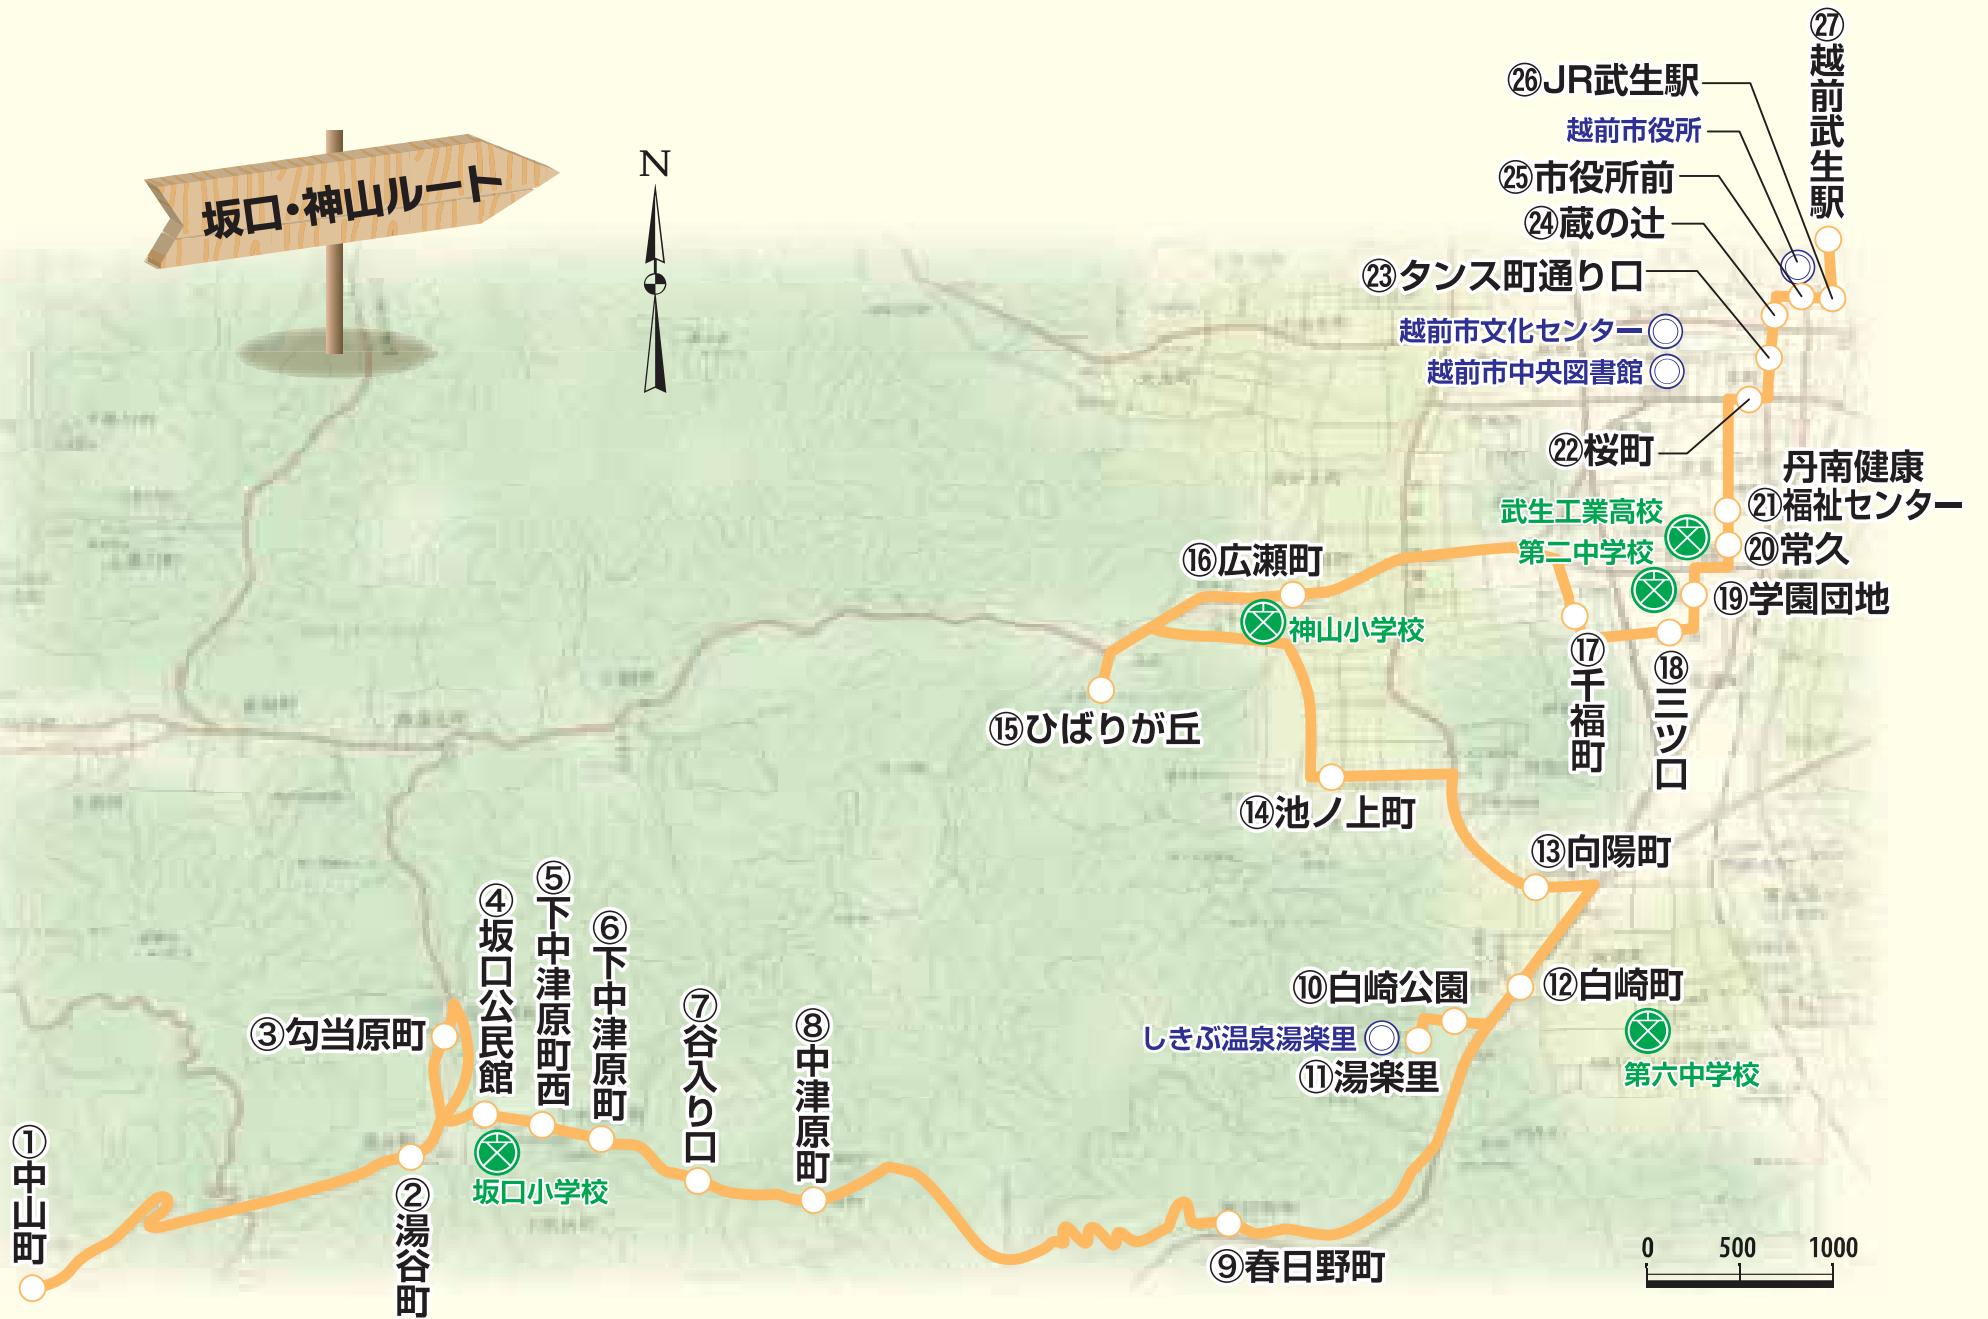 坂口・神山ルート
N
㉗越前武生駅
㉖JR武生駅
越前市役所
㉕市役所前
㉔蔵の辻
㉓タンス町通り口
越前市文化センター
越前市中央図書館
㉒桜町
丹南健康
㉑福祉センター
武生工業高校
第二中学校
⑳常久
⑲学園団地
⑯広瀬町
神山小学校
⑰千福町
⑱三ツ口
⑮ひばりが丘
⑭池ノ上町
⑬向陽町
⑩白崎公園
⑫白崎町
しきぶ温泉湯楽里
⑪湯楽里
第六中学校
①中山町
②湯谷町
③勾当原町
④坂口公民館
⑤下中津原町西
⑥下中津原町
坂口小学校
⑦谷入り口
⑧中津原町
⑨春日野町
0 500 1000